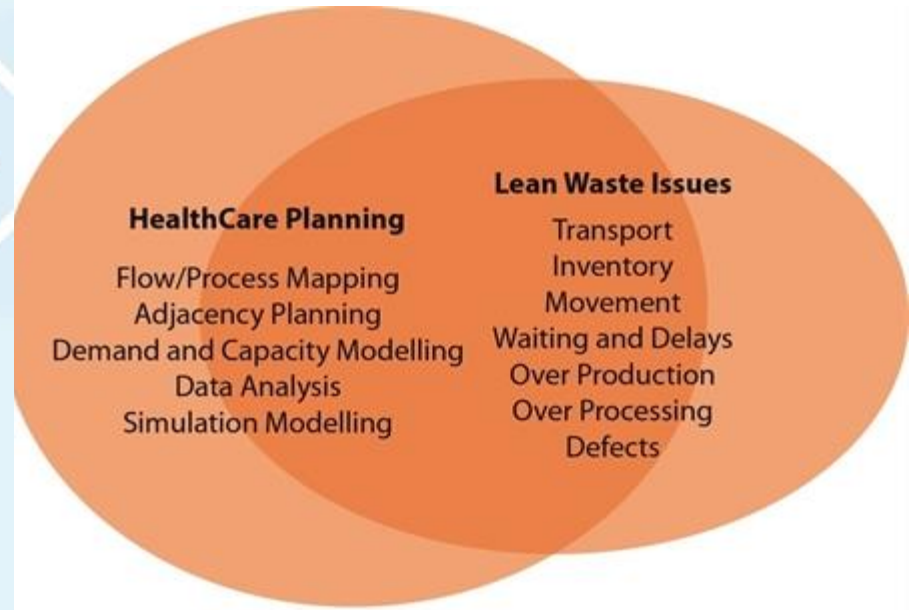 HealthCare Planning
Flow/Process Mapping
Adjacency Planning
Demand and Capacity Modelling
Data Analysis
Simulation Modelling
Lean Waste Issues
Transport
Inventory
Movement
Waiting and Delays
Over Production
Over Processing
Defects